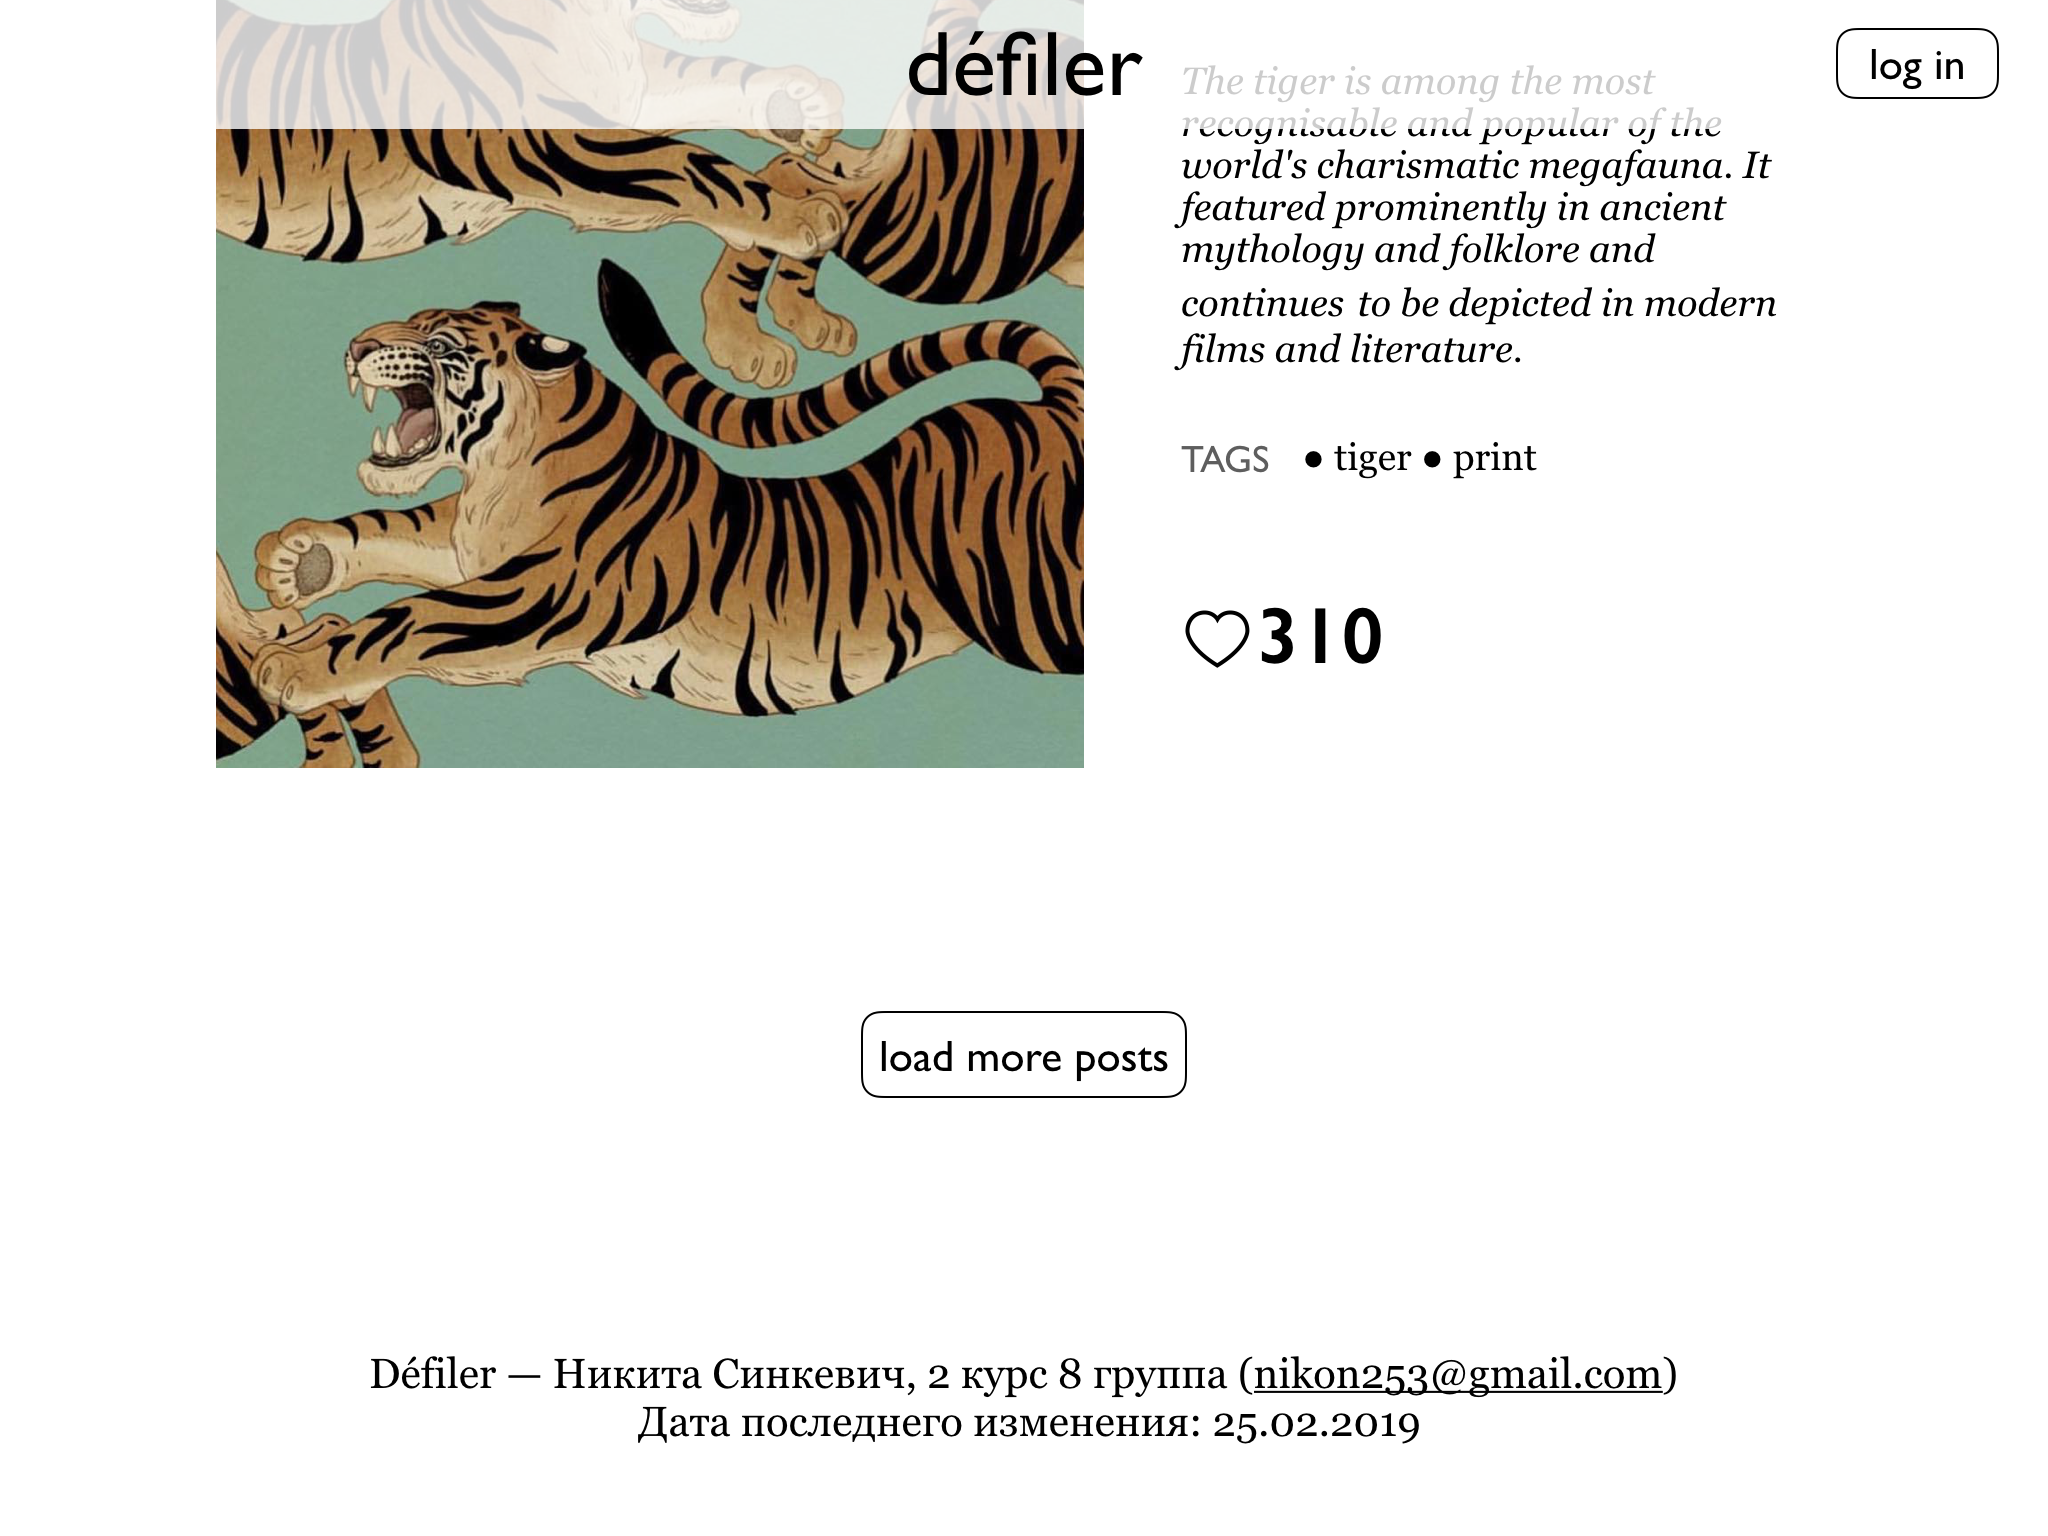 défiler
log in
The tiger is among the most
recognisable and popular of the
world's charismatic megafauna. It
featured prominently in ancient
mythology and folklore and
continues to be depicted in modern
films and literature.
TAGS ● tiger ● print
310
load more posts
Défiler — Никита Синкевич, 2 курс 8 группа (nikon253@gmail.com)
Дата последнего изменения: 25.02.2019